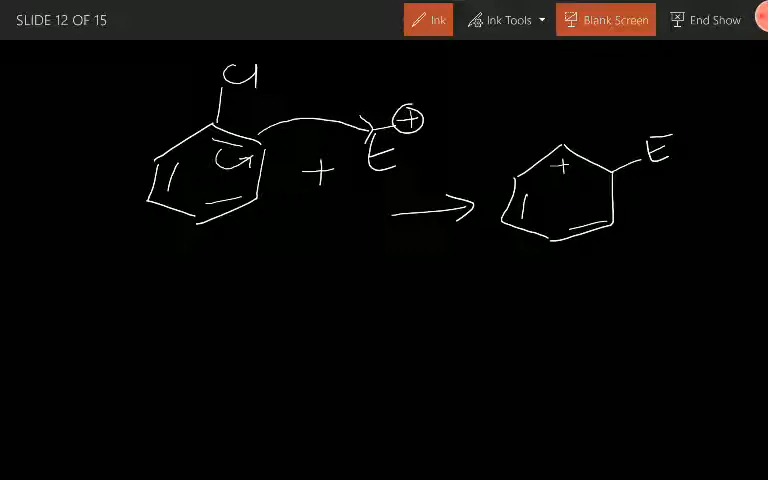 SLIDE 12 OF 15
Ink
Ink Tools
Blank Screen
End Show
Cl
+
E
+
+
E